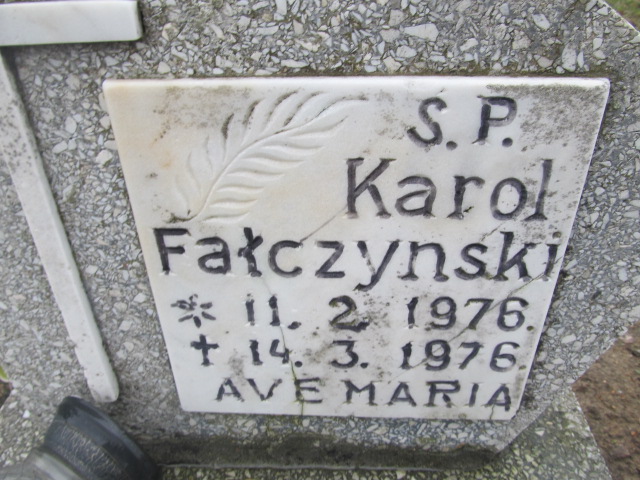 S. P.
Karol
Fałczynski
* 11. 2. 1976.
✝ 14. 3. 1976.
AVE MARIA